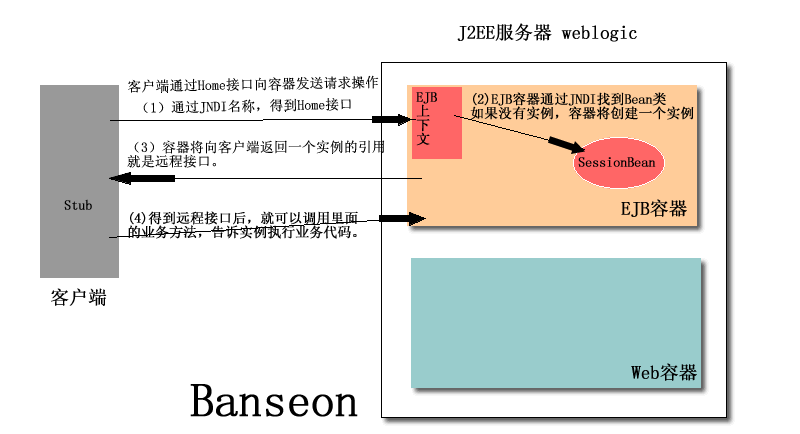 J2EE服务器 weblogic
客户端通过Home接口向容器发送请求操作
（1）通过JNDI名称，得到Home接口
EJB
上
下
文
(2)EJB容器通过JNDI找到Bean类
如果没有实例，容器将创建一个实例
（3）容器将向客户端返回一个实例的引用
就是远程接口。
SessionBean
Stub
(4)得到远程接口后，就可以调用里面
的业务方法，告诉实例执行业务代码。
EJB容器
客户端
Web容器
Banseon